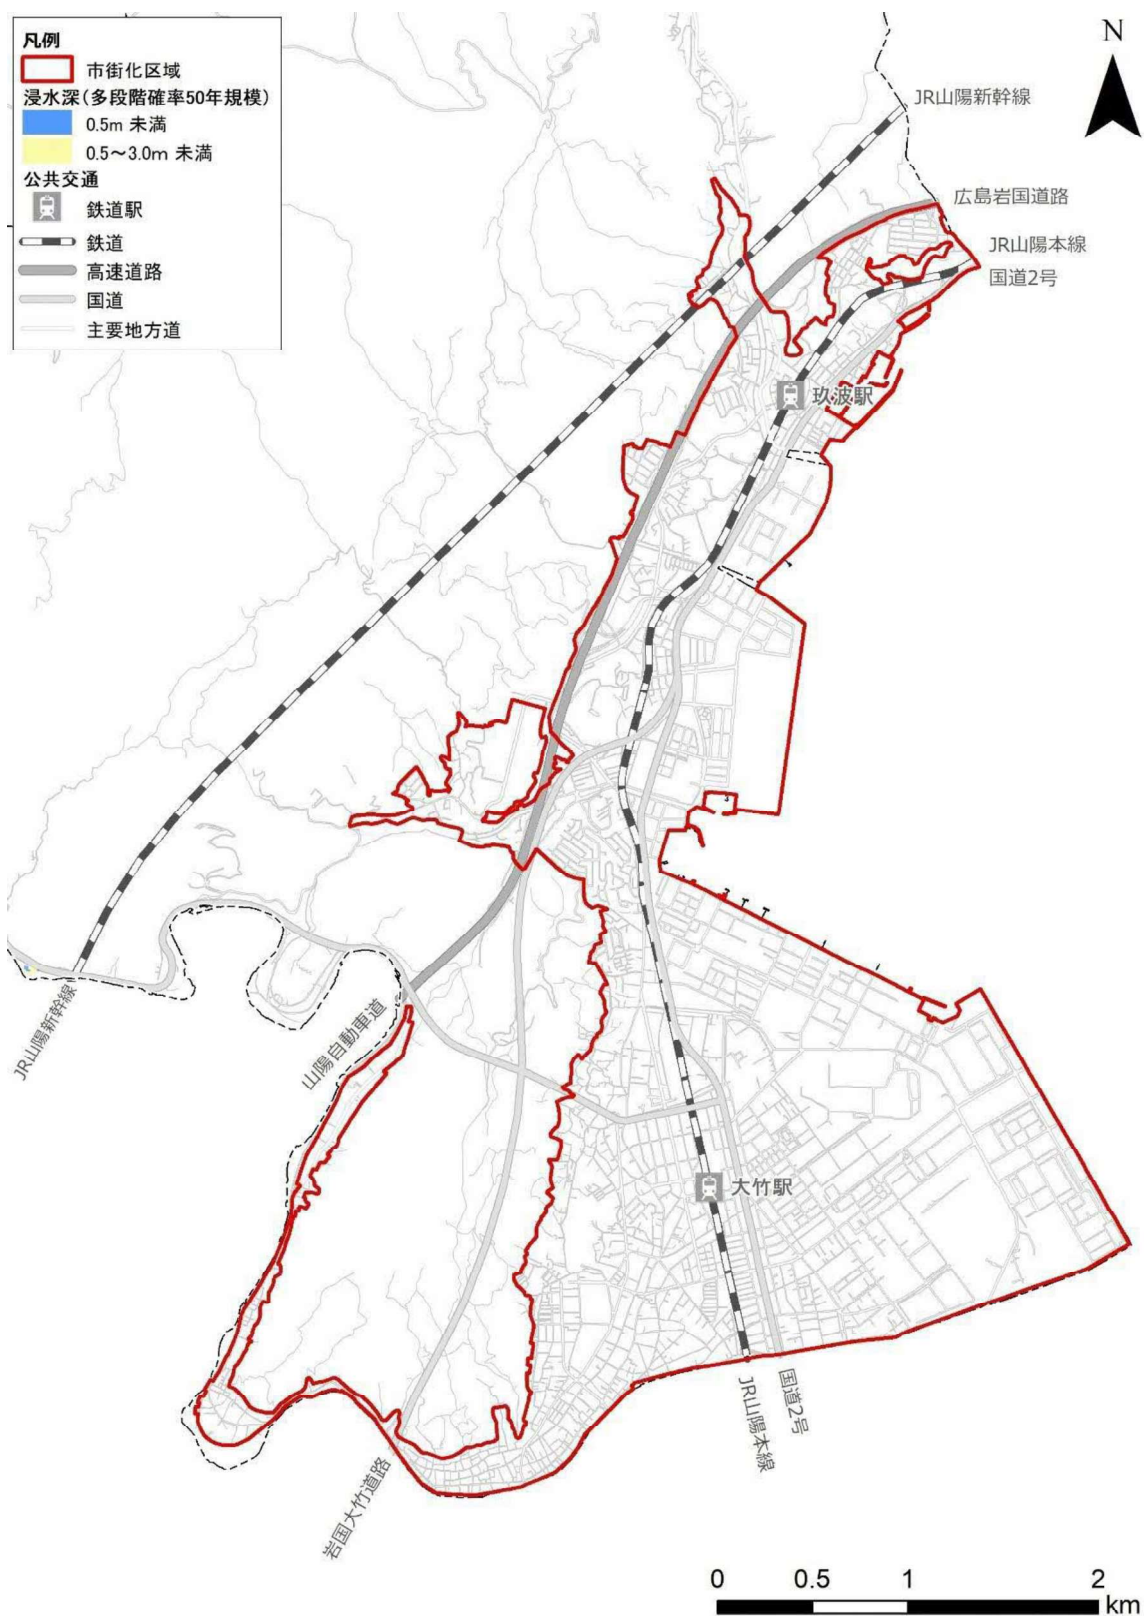 凡例
市街化区域
浸水深(多段階確率50年規模)
0.5m 未満
0.5～3.0m 未満
公共交通
鉄道駅
鉄道
高速道路
国道
主要地方道
N
JR山陽新幹線
広島岩国道路
JR山陽本線
国道2号
玖波駅
JR山陽新幹線
山陽自動車道
大竹駅
国道2号
JR山陽本線
岩国大竹道路
0 0.5 1 2
km